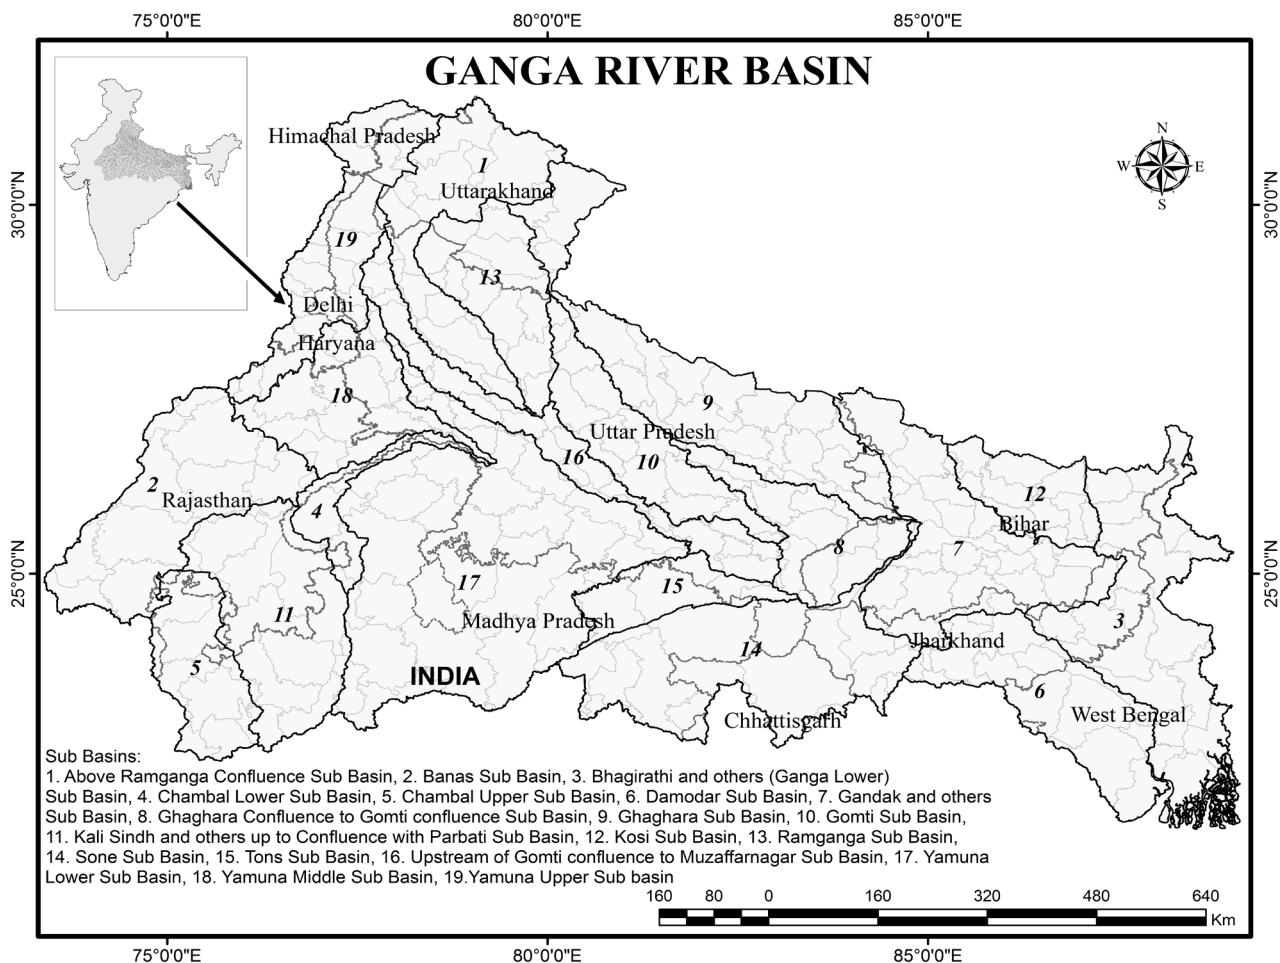 75°0'0"E 80°0'0"E 85°0'0"E
GANGA RIVER BASIN
Himachal Pradesh
N
W E
S
1
Uttarakhand
30°0'0"N 30°0'0"N
19
13
Delhi
Haryana
18
9
Uttar Pradesh
16
10
2
Rajasthan
12
4
Bihar
8
7
25°0'0"N 25°0'0"N
17
15
11
Madhya Pradesh
3
Jharkhand
14
5
INDIA
6
West Bengal
Chhattisgarh
Sub Basins:
1. Above Ramganga Confluence Sub Basin, 2. Banas Sub Basin, 3. Bhagirathi and others (Ganga Lower)
Sub Basin, 4. Chambal Lower Sub Basin, 5. Chambal Upper Sub Basin, 6. Damodar Sub Basin, 7. Gandak and others
Sub Basin, 8. Ghaghara Confluence to Gomti confluence Sub Basin, 9. Ghaghara Sub Basin, 10. Gomti Sub Basin,
11. Kali Sindh and others up to Confluence with Parbati Sub Basin, 12. Kosi Sub Basin, 13. Ramganga Sub Basin,
14. Sone Sub Basin, 15. Tons Sub Basin, 16. Upstream of Gomti confluence to Muzaffarnagar Sub Basin, 17. Yamuna
Lower Sub Basin, 18. Yamuna Middle Sub Basin, 19.Yamuna Upper Sub basin
160 80 0 160 320 480 640
Km
75°0'0"E 80°0'0"E 85°0'0"E